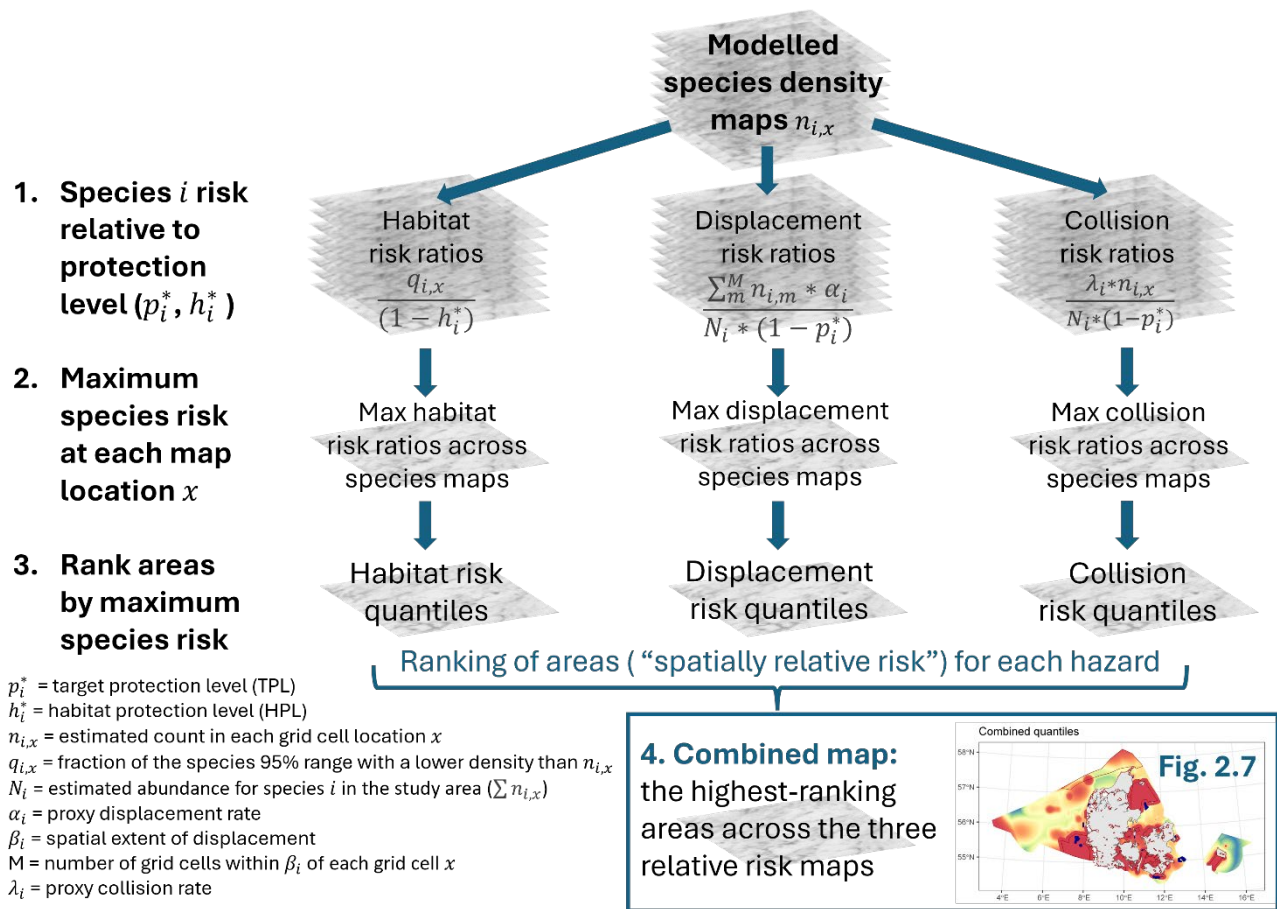 Modelled
species density
maps n_{i,x}
1. Species i risk
relative to
protection
level (p_i^*, h_i^* )
Habitat
risk ratios
q_{i,x}
(1 − h_i^*)
Displacement
risk ratios
∑_m^M n_{i,m} * α_i
N_i * (1 − p_i^*)
Collision
risk ratios
λ_i*n_{i,x}
N_i*(1−p_i^*)
2. Maximum
species risk
at each map
location x
Max habitat
risk ratios across
species maps
Max displacement
risk ratios across
species maps
Max collision
risk ratios across
species maps
3. Rank areas
by maximum
species risk
Habitat risk
quantiles
Displacement
risk quantiles
Collision
risk quantiles
Ranking of areas ( “spatially relative risk”) for each hazard
p_i^* = target protection level (TPL)
h_i^* = habitat protection level (HPL)
n_{i,x} = estimated count in each grid cell location x
q_{i,x} = fraction of the species 95% range with a lower density than n_{i,x}
N_i = estimated abundance for species i in the study area (∑ n_{i,x})
α_i = proxy displacement rate
β_i = spatial extent of displacement
M = number of grid cells within β_i of each grid cell x
λ_i = proxy collision rate
4. Combined map:
the highest-ranking
areas across the three
relative risk maps
Combined quantiles
Fig. 2.7
58°N
57°N
56°N
55°N
4°E 6°E 8°E 10°E 12°E 14°E 16°E